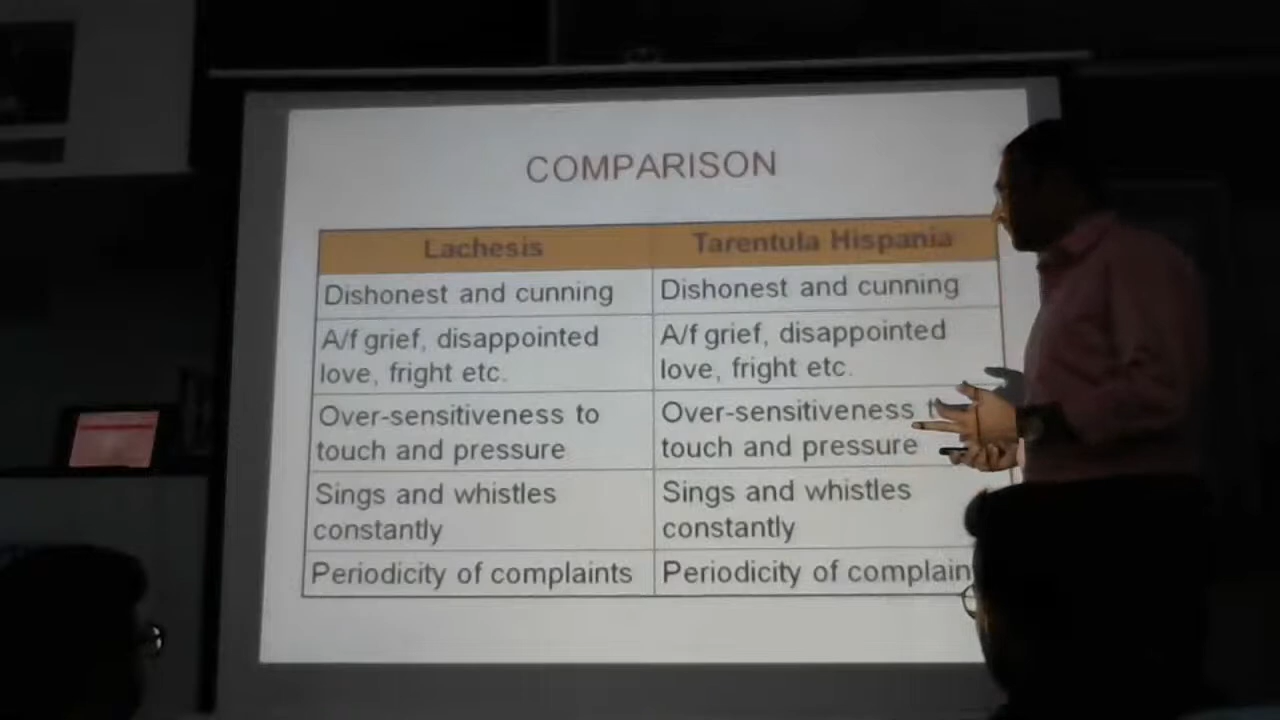 COMPARISON
Lachesis Tarentula Hispania
Dishonest and cunning Dishonest and cunning
A/f grief, disappointed A/f grief, disappointed
love, fright etc. love, fright etc.
Over-sensitiveness to Over-sensitiveness
touch and pressure touch and pressure
Sings and whistles Sings and whistles
constantly constantly
Periodicity of complaints Periodicity of complain